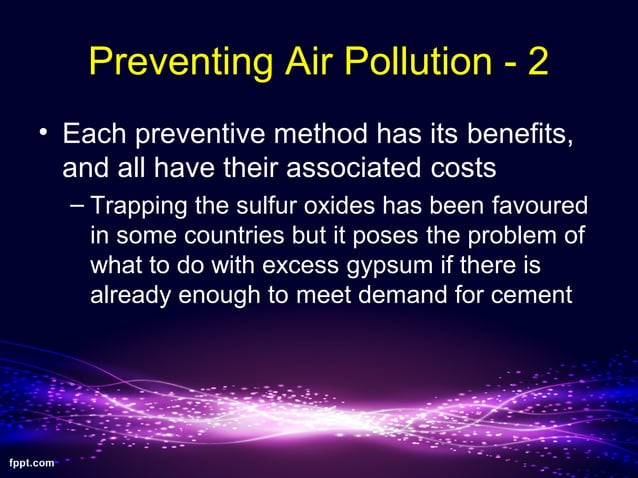 Preventing Air Pollution - 2
• Each preventive method has its benefits,
and all have their associated costs
– Trapping the sulfur oxides has been favoured
in some countries but it poses the problem of
what to do with excess gypsum if there is
already enough to meet demand for cement
fppt.com